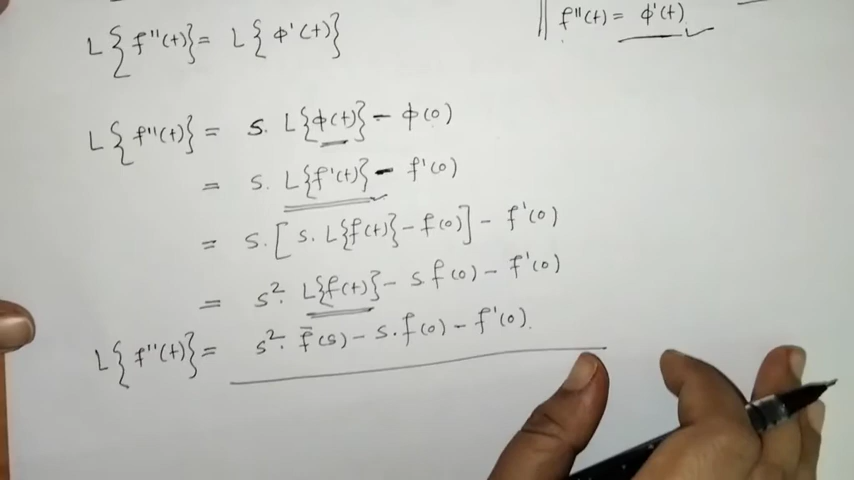 ‖ f''(t) = ϕ'(t)
L{f''(t)} = L{ϕ'(t)}
L{f''(t)} = s. L{ϕ(t)} - ϕ(0)
= s. L{f'(t)} - f'(0)
= s.[s. L{f(t)} - f(0)] - f'(0)
= s². L{f(t)} - s f(0) - f'(0)
L{f''(t)} = s². f̄(s) - s. f(0) - f'(0).